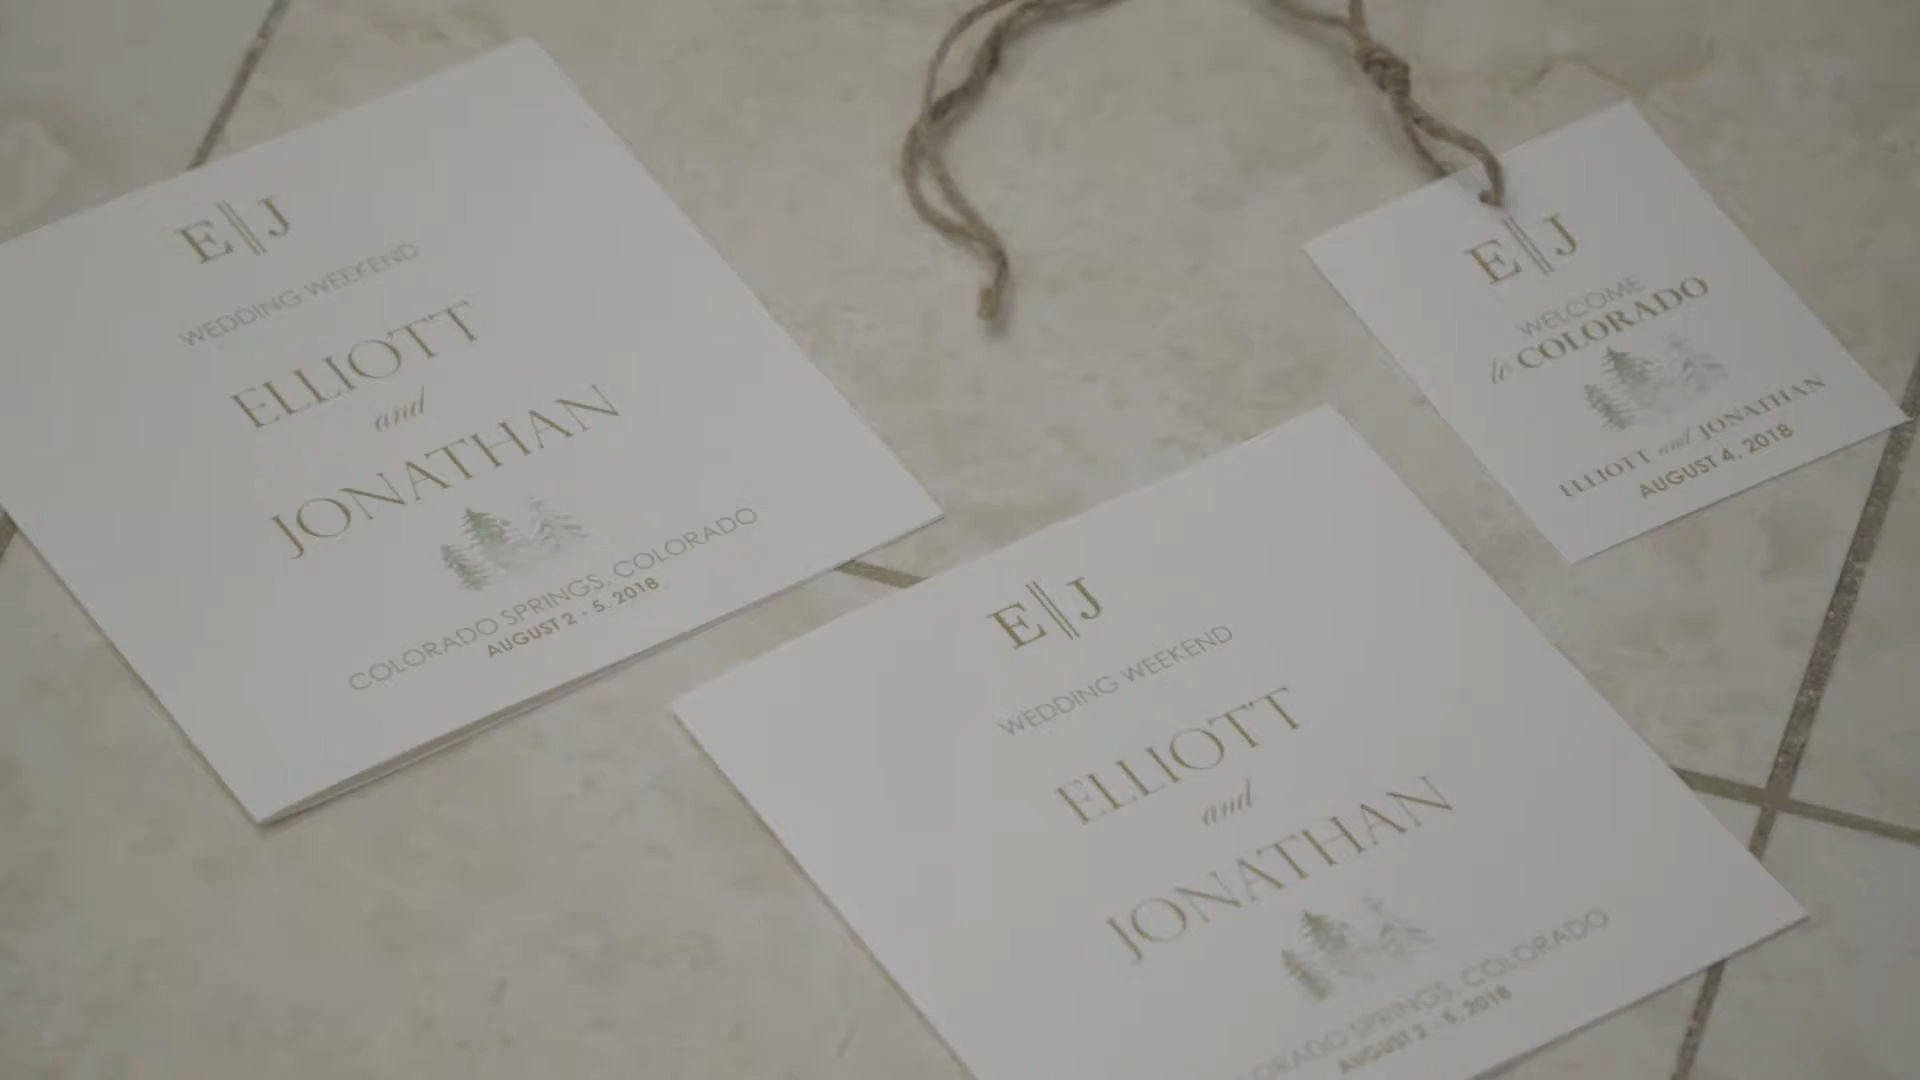 E J
WEDDING WEEKEND
ELLIOTT
and
JONATHAN
COLORADO SPRINGS, COLORADO
AUGUST 2 - 5, 2018
E J
WELCOME
to COLORADO
ELLIOTT and JONATHAN
AUGUST 4, 2018
E J
WEDDING WEEKEND
ELLIOTT
and
JONATHAN
COLORADO SPRINGS, COLORADO
AUGUST 2 - 5, 2018